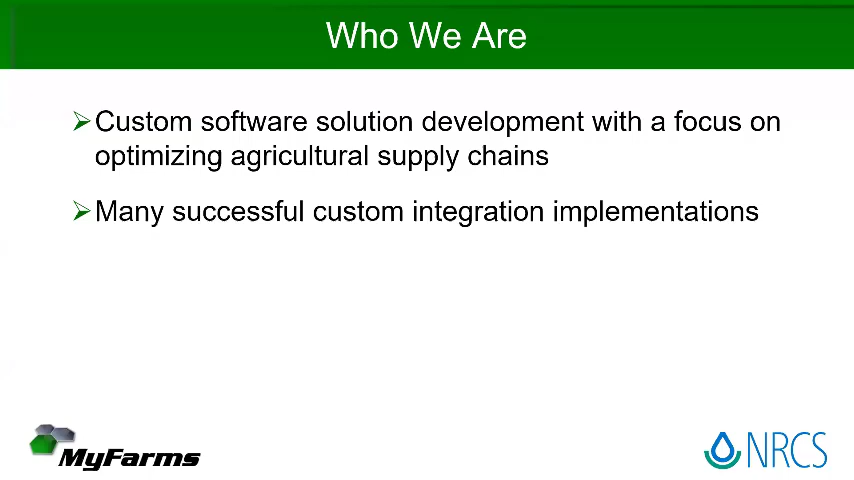 Who We Are
Custom software solution development with a focus on
optimizing agricultural supply chains
Many successful custom integration implementations
MyFarms
NRCS